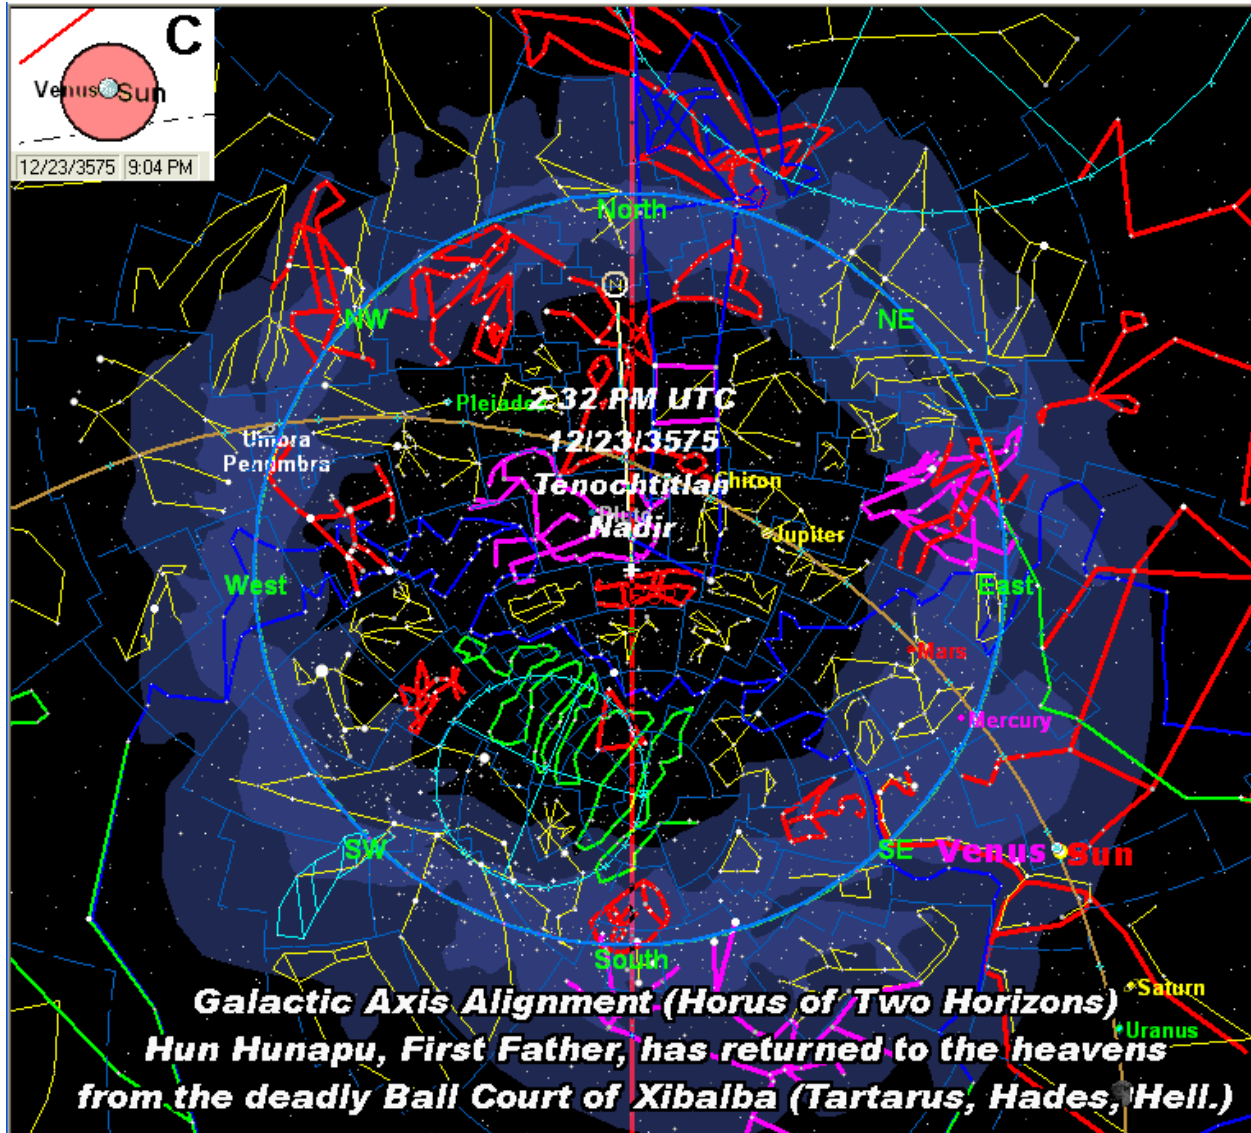 C
Venus Sun
12/23/3575 9:04 PM
North
N
NW
NE
Pleiades
2:32 PM UTC
12/23/3575
Umbra
Penumbra
Tenochtitlan
Chiron
Nadir
Jupiter
West
East
Mars
Mercury
SW
SE
Venus
Sun
South
Saturn
Galactic Axis Alignment (Horus of Two Horizons)
Uranus
Hun Hunapu, First Father, has returned to the heavens
from the deadly Ball Court of Xibalba (Tartarus, Hades, Hell.)